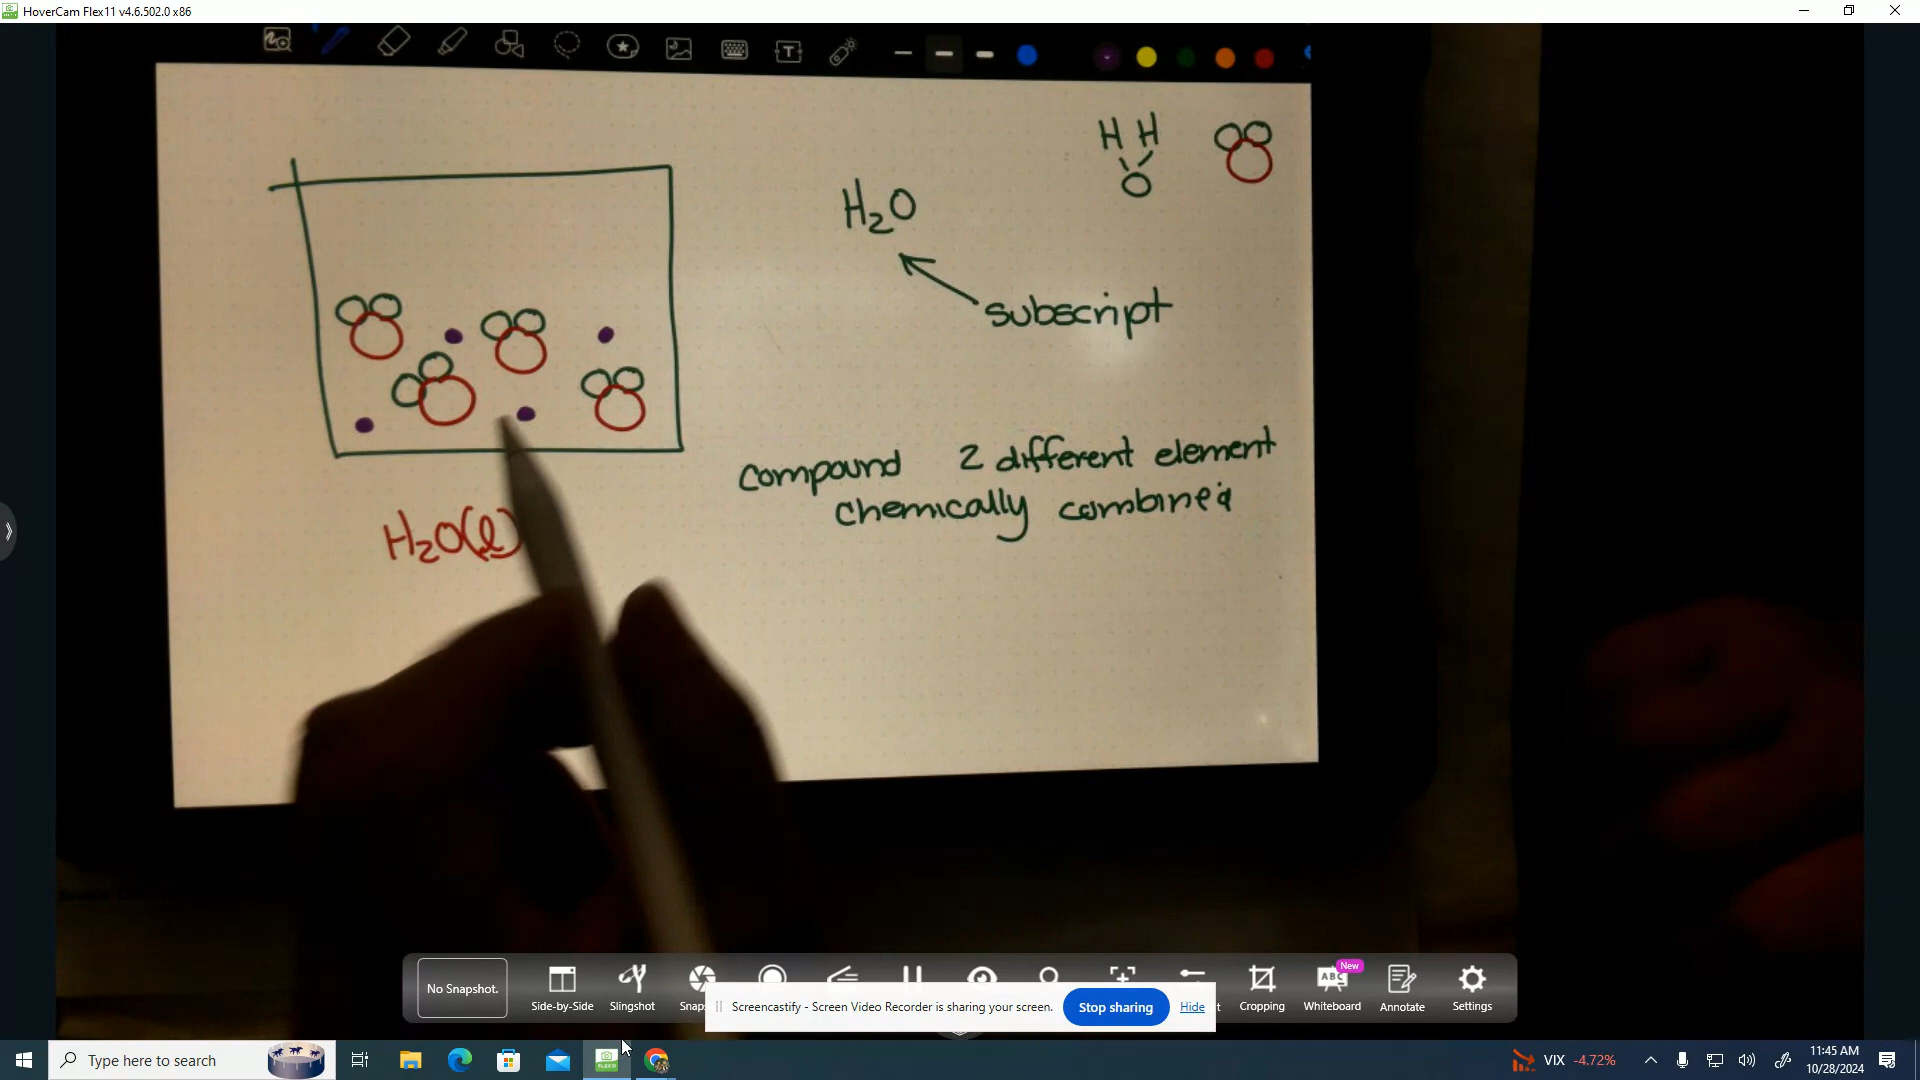 HoverCam Flex11 v4.6.502.0 x86
T
H H
O
H₂O
subscript
compound 2 different element
chemically combined
H₂O(l)
No Snapshot.
Side-by-Side
Slingshot
Screencastify - Screen Video Recorder is sharing your screen.
Stop sharing
Hide
Cropping
New
ABC
Whiteboard
Annotate
Settings
Type here to search
FLEX11
VIX -4.72%
11:45 AM
10/28/2024